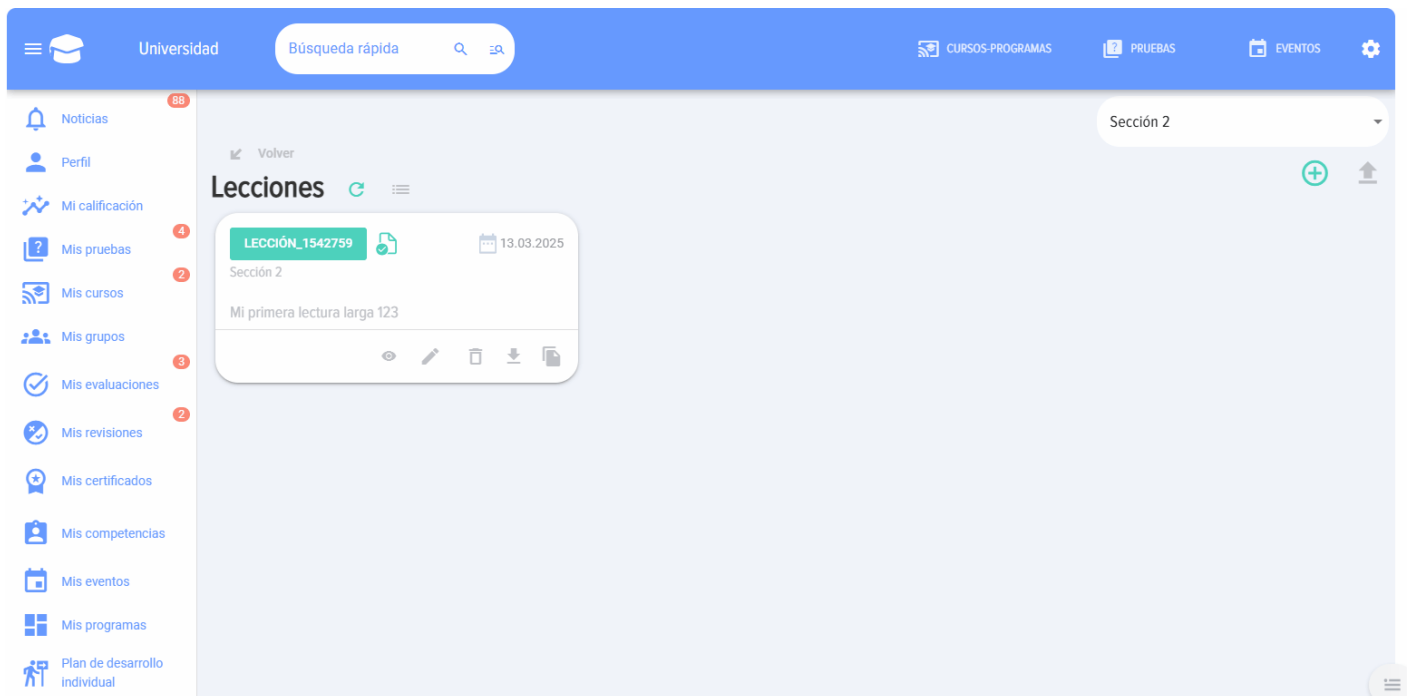 Universidad
Búsqueda rápida
CURSOS-PROGRAMAS
PRUEBAS
EVENTOS
88
Noticias
Perfil
Mi calificación
4
Mis pruebas
2
Mis cursos
Mis grupos
3
Mis evaluaciones
2
Mis revisiones
Mis certificados
Mis competencias
Mis eventos
Mis programas
Plan de desarrollo
individual
Sección 2
Volver
Lecciones
LECCIÓN_1542759
13.03.2025
Sección 2
Mi primera lectura larga 123